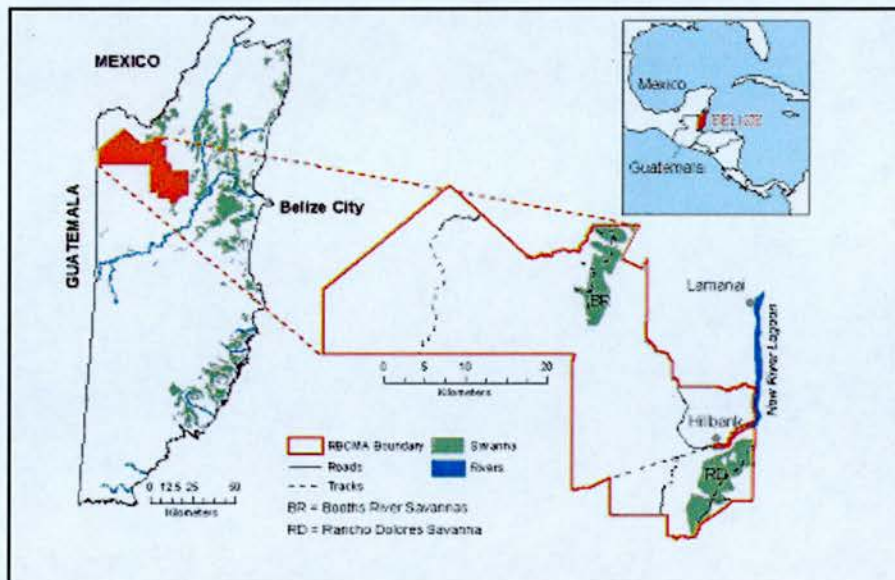 MEXICO
GUATEMALA
Belize City
Mexico
BELIZE
Guatemala
Lamanai
New River Lagoon
Hillbank
BR
RD
0 5 10 20
Kilometers
RBCMA Boundary
Savanna
Roads
Rivers
Tracks
BR = Booths River Savannas
RD = Rancho Dolores Savanna
0 12.5 25 50
Kilometers